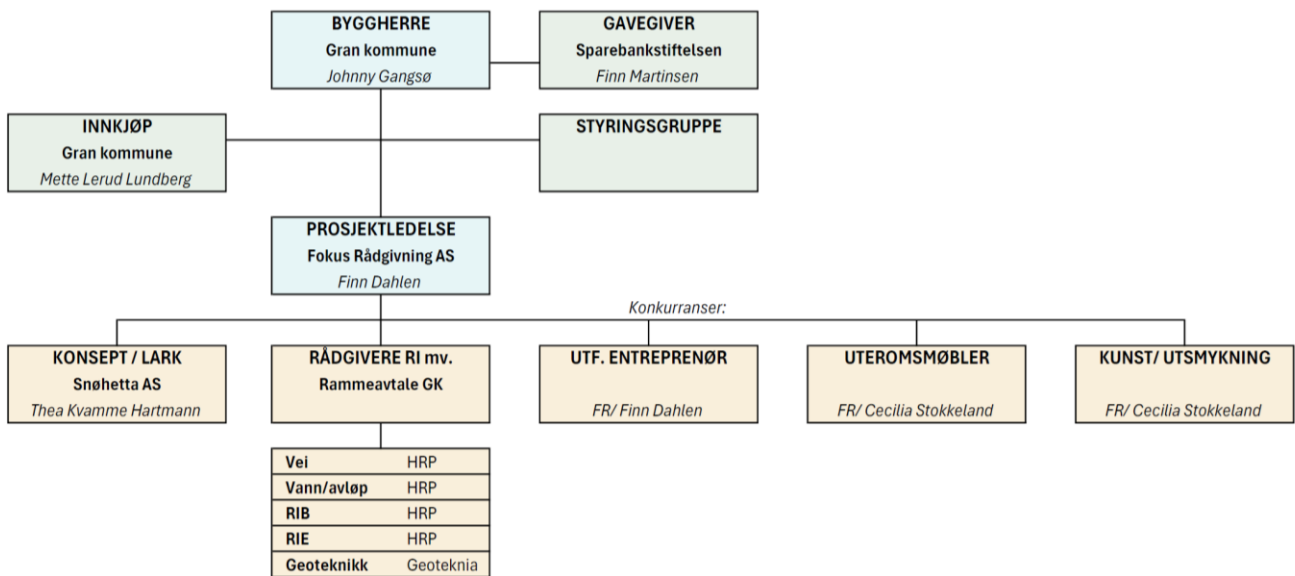 BYGGHERRE
Gran kommune
Johnny Gangsø
GAVEGIVER
Sparebankstiftelsen
Finn Martinsen
INNKJØP
Gran kommune
Mette Lerud Lundberg
STYRINGSGRUPPE
PROSJEKTLEDELSE
Fokus Rådgivning AS
Finn Dahlen
Konkurranser:
KONSEPT / LARK
Snøhetta AS
Thea Kvamme Hartmann
RÅDGIVERE RI mv.
Rammeavtale GK
UTF. ENTREPRENØR
FR/ Finn Dahlen
UTEROMSMØBLER
FR/ Cecilia Stokkeland
KUNST/ UTSMYKNING
FR/ Cecilia Stokkeland
Vei HRP
Vann/avløp HRP
RIB HRP
RIE HRP
Geoteknikk Geoteknia